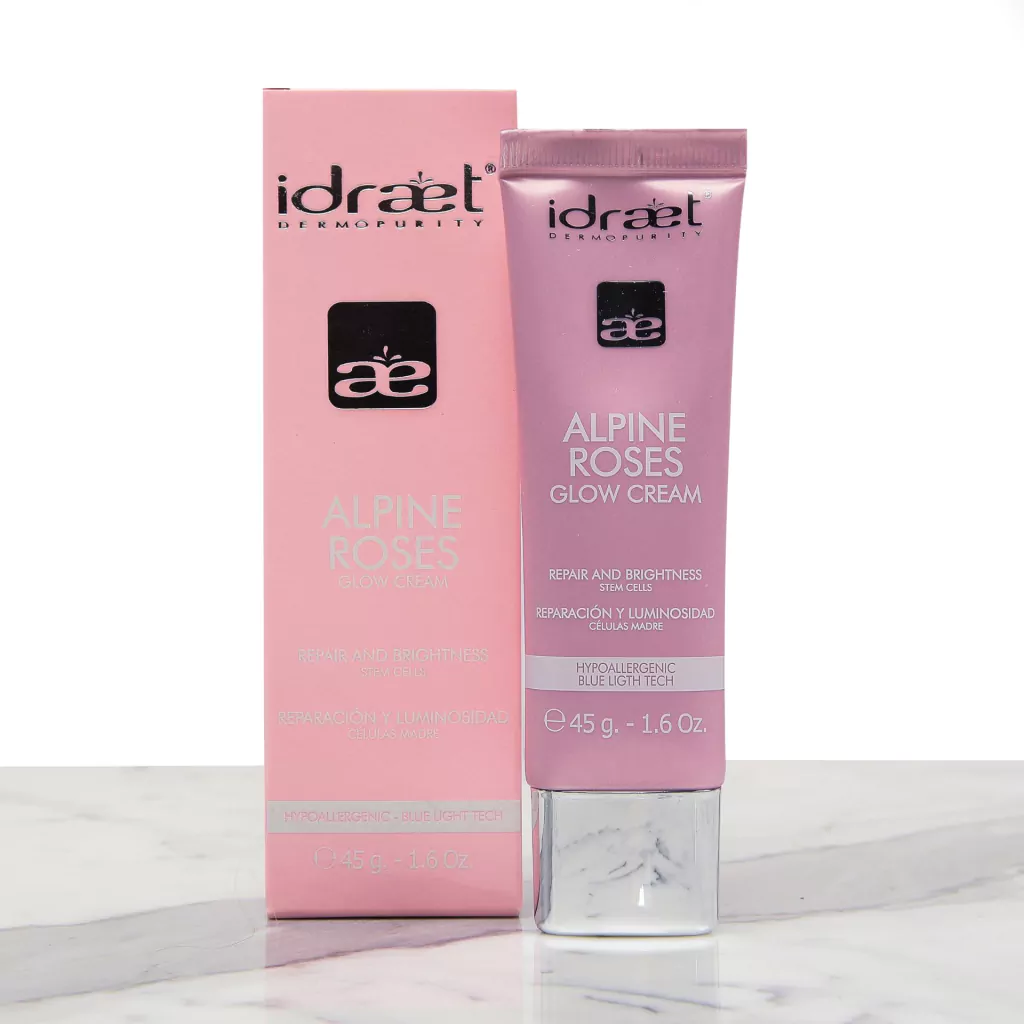 idraet®
DERMOPURITY
ae
ALPINE
ROSES
GLOW CREAM
REPAIR AND BRIGHTNESS
STEM CELLS
REPARACIÓN Y LUMINOSIDAD
CÉLULAS MADRE
HYPOALLERGENIC - BLUE LIGHT TECH
℮ 45 g. - 1.6 Oz.
idraet®
DERMOPURITY
ae
ALPINE
ROSES
GLOW CREAM
REPAIR AND BRIGHTNESS
STEM CELLS
REPARACIÓN Y LUMINOSIDAD
CÉLULAS MADRE
HYPOALLERGENIC
BLUE LIGTH TECH
℮ 45 g. - 1.6 Oz.